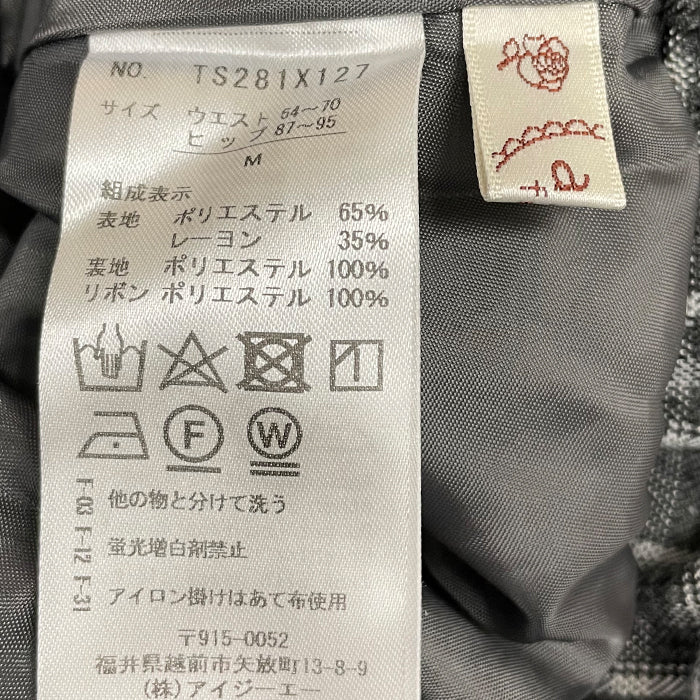 NO. TS281X127
サイズ ウエスト 64〜70
ヒップ 87〜95
M
組成表示
表地 ポリエステル 65%
レーヨン 35%
裏地 ポリエステル 100%
リボン ポリエステル 100%
F
W
F-03 F-12 F-31
他の物と分けて洗う
蛍光増白剤禁止
アイロン掛けはあて布使用
〒915-0052
福井県越前市矢放町13-8-9
(株)アイジーエー